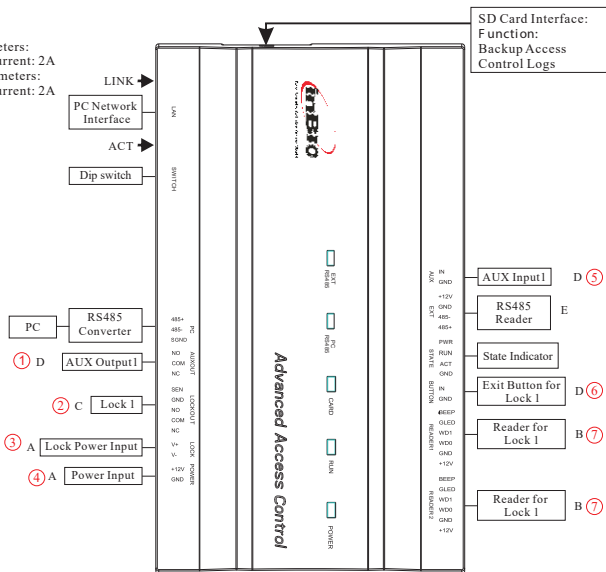 SD Card Interface:
Function:
Backup Access
Control Logs
eters:
urrent: 2A
ameters:
urrent: 2A
LINK
PC Network
Interface
LAN
ACT
Dip switch
SWITCH
inBio
EXT
RS485
PC
RS485
CARD
RUN
POWER
Advanced Access Control
PC
RS485
Converter
485+
485-
SGND
PC
1 D
AUX Output1
NO
COM
NC
AUXOUT
2 C
Lock 1
SEN
GND
NO
COM
NC
LOCKOUT
3 A
Lock Power Input
V+
V-
LOCK
4 A
Power Input
+12V
GND
POWER
AUX
IN
GND
AUX Input1
D 5
EXT
+12V
GND
485-
485+
RS485
Reader
E
STATE
PWR
RUN
ACT
GND
State Indicator
BUTTON
IN
GND
Exit Button for
Lock 1
D 6
READER1
BEEP
GLED
WD1
WD0
GND
+12V
Reader for
Lock 1
B 7
READER 2
BEEP
GLED
WD1
WD0
GND
+12V
Reader for
Lock 1
B 7